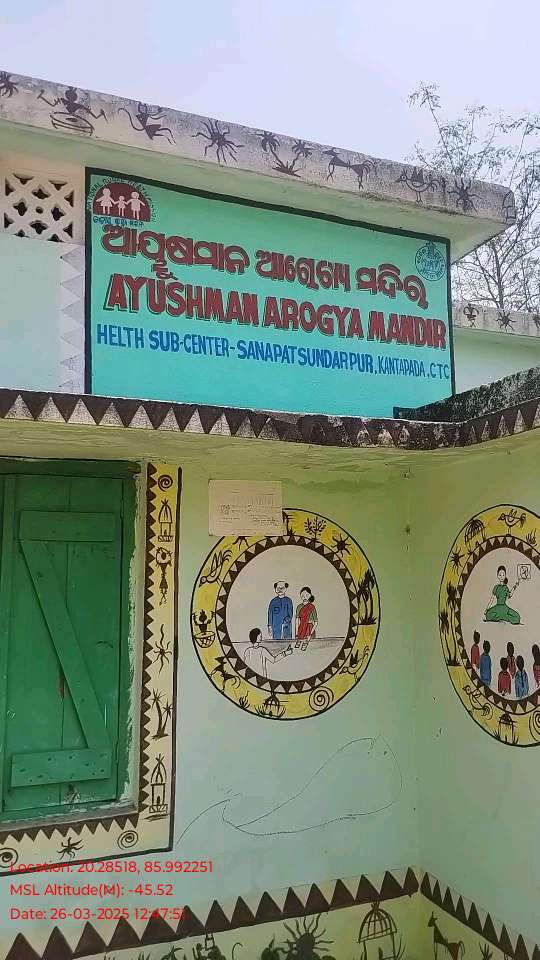 ଆୟୁଷ୍ମାନ ଆରୋଗ୍ୟ ମନ୍ଦିର
AYUSHMAN AROGYA MANDIR
HELTH SUB-CENTER-SANAPATSUNDARPUR, KANTAPADA, CTC
Location: 20.28518, 85.992251
MSL Altitude(M): -45.52
Date: 26-03-2025 12:47:51